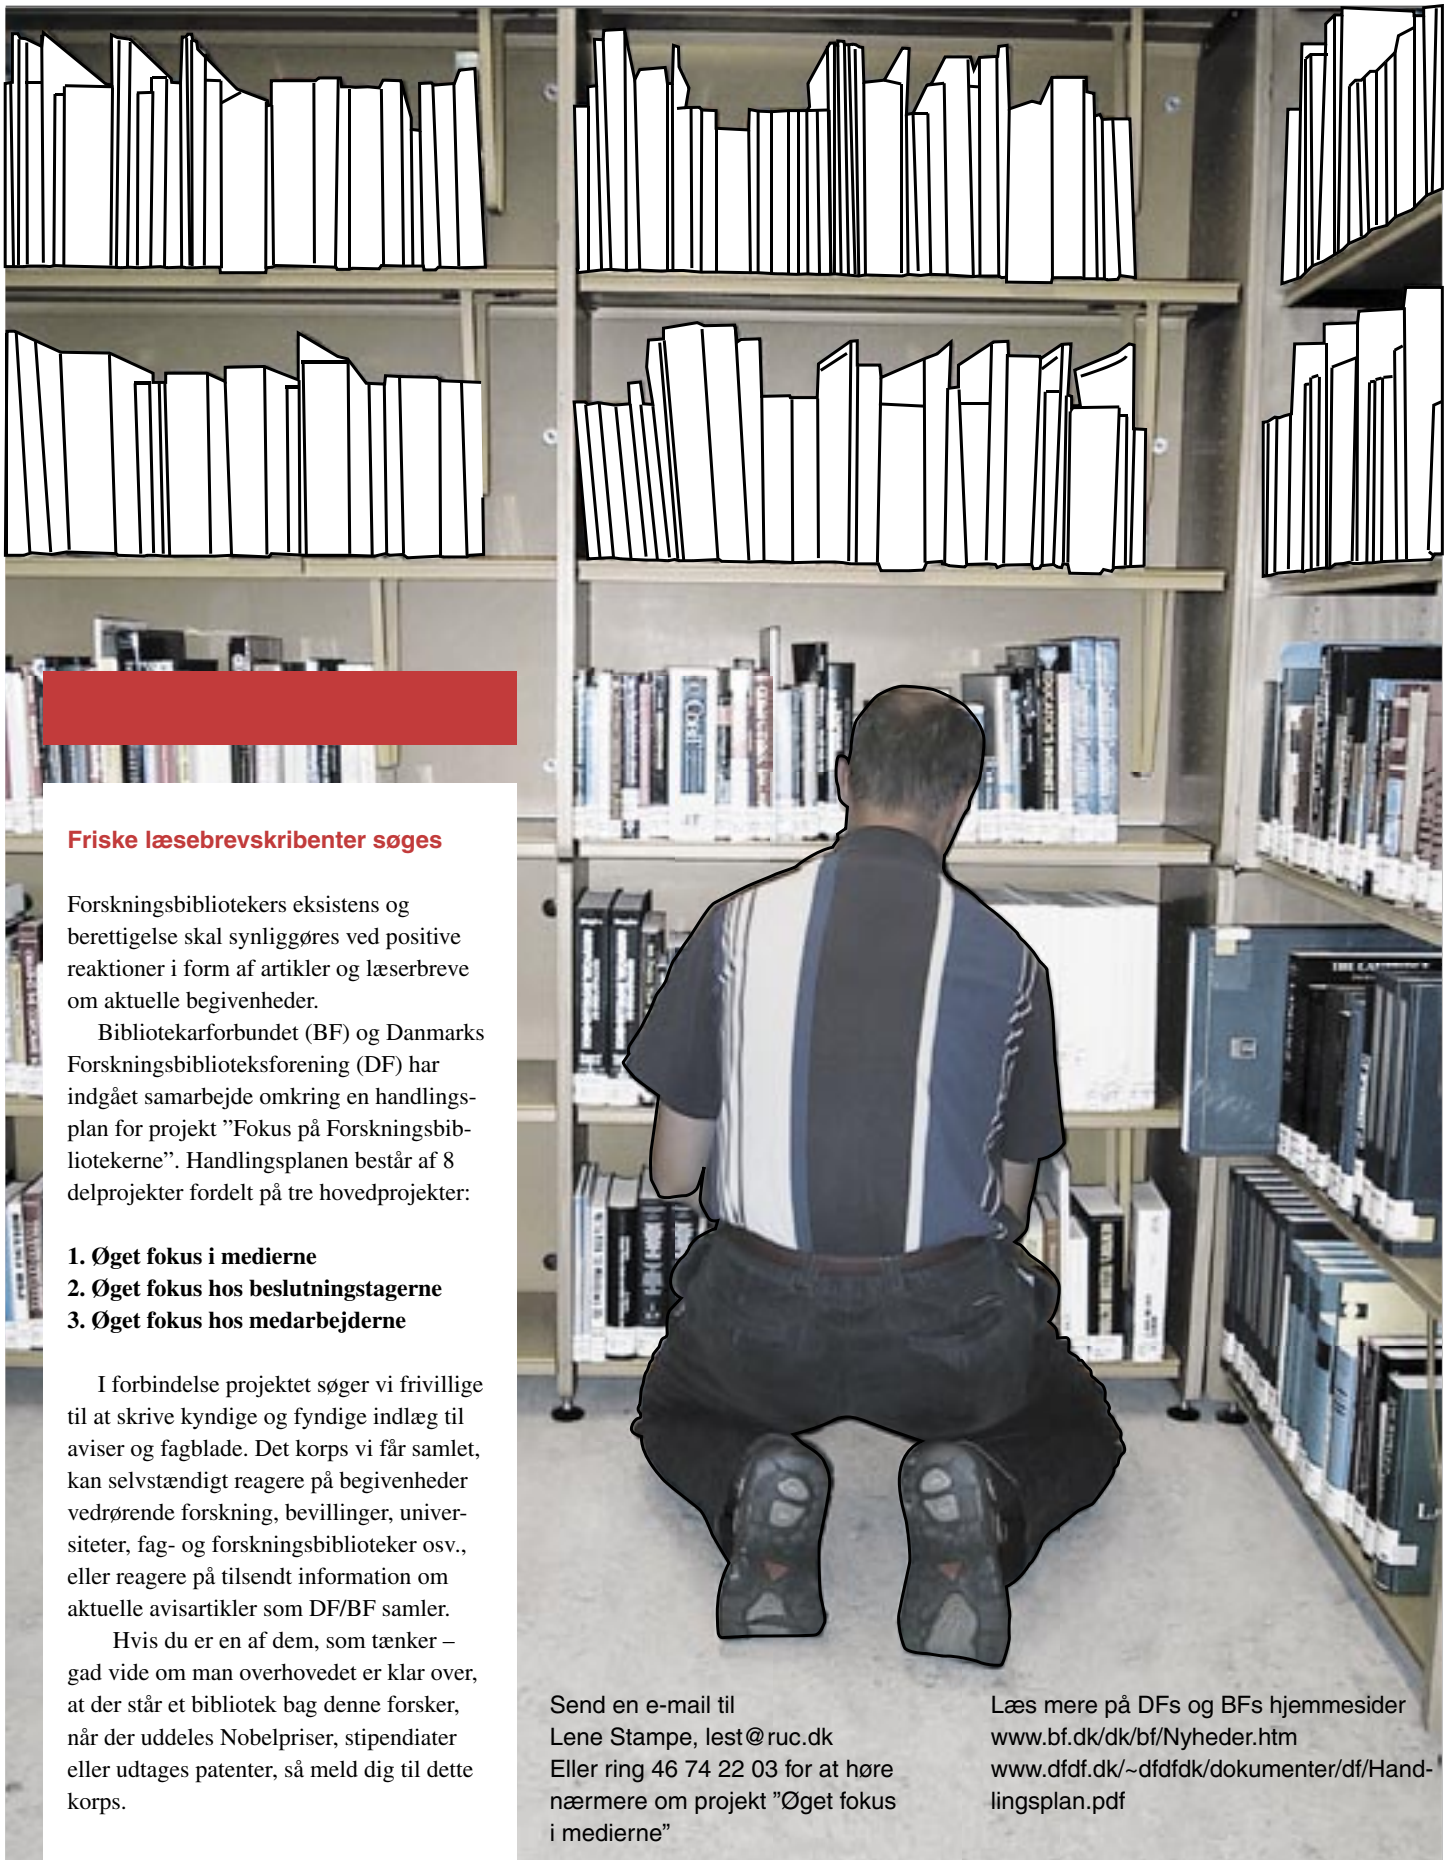 Friske læsebrevskribenter søges
Forskningsbibliotekers eksistens og
berettigelse skal synliggøres ved positive
reaktioner i form af artikler og læserbreve
om aktuelle begivenheder.
Bibliotekarforbundet (BF) og Danmarks
Forskningsbiblioteksforening (DF) har
indgået samarbejde omkring en handlings-
plan for projekt ”Fokus på Forskningsbib-
liotekerne”. Handlingsplanen består af 8
delprojekter fordelt på tre hovedprojekter:
1. Øget fokus i medierne
2. Øget fokus hos beslutningstagerne
3. Øget fokus hos medarbejderne
I forbindelse projektet søger vi frivillige
til at skrive kyndige og fyndige indlæg til
aviser og fagblade. Det korps vi får samlet,
kan selvstændigt reagere på begivenheder
vedrørende forskning, bevillinger, univer-
siteter, fag- og forskningsbiblioteker osv.,
eller reagere på tilsendt information om
aktuelle avisartikler som DF/BF samler.
Hvis du er en af dem, som tænker –
gad vide om man overhovedet er klar over,
at der står et bibliotek bag denne forsker,
når der uddeles Nobelpriser, stipendiater
eller udtages patenter, så meld dig til dette
korps.
Send en e-mail til
Lene Stampe, lest@ruc.dk
Eller ring 46 74 22 03 for at høre
nærmere om projekt ”Øget fokus
i medierne”
Læs mere på DFs og BFs hjemmesider
www.bf.dk/dk/bf/Nyheder.htm
www.dfdf.dk/~dfdfdk/dokumenter/df/Hand-
lingsplan.pdf
Corel